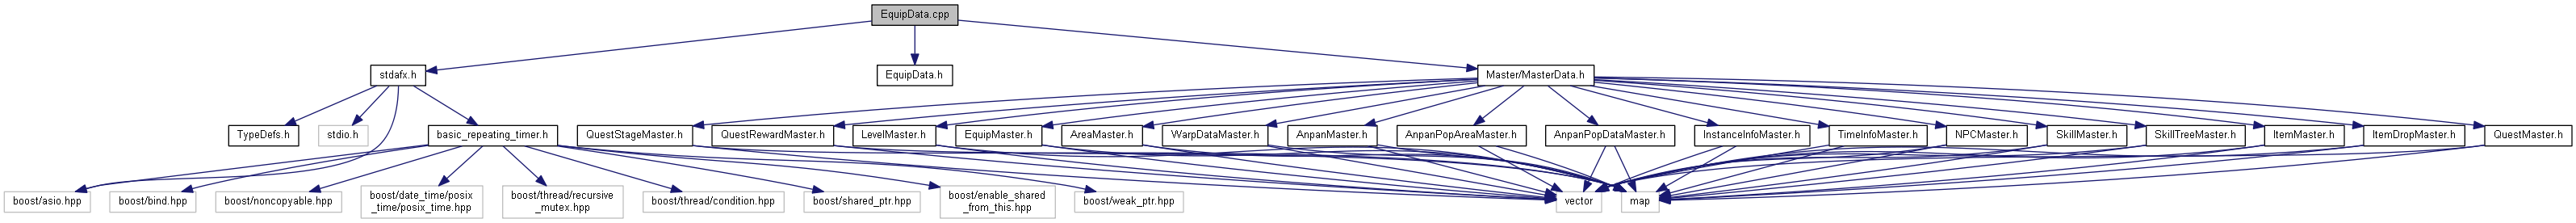 EquipData.cpp
stdafx.h
EquipData.h
Master/MasterData.h
TypeDefs.h
stdio.h
basic_repeating_timer.h
QuestStageMaster.h
QuestRewardMaster.h
LevelMaster.h
EquipMaster.h
AreaMaster.h
WarpDataMaster.h
AnpanMaster.h
AnpanPopAreaMaster.h
AnpanPopDataMaster.h
InstanceInfoMaster.h
TimeInfoMaster.h
NPCMaster.h
SkillMaster.h
SkillTreeMaster.h
ItemMaster.h
ItemDropMaster.h
QuestMaster.h
boost/asio.hpp
boost/bind.hpp
boost/noncopyable.hpp
boost/date_time/posix
_time/posix_time.hpp
boost/thread/recursive
_mutex.hpp
boost/thread/condition.hpp
boost/shared_ptr.hpp
boost/enable_shared
_from_this.hpp
boost/weak_ptr.hpp
vector
map